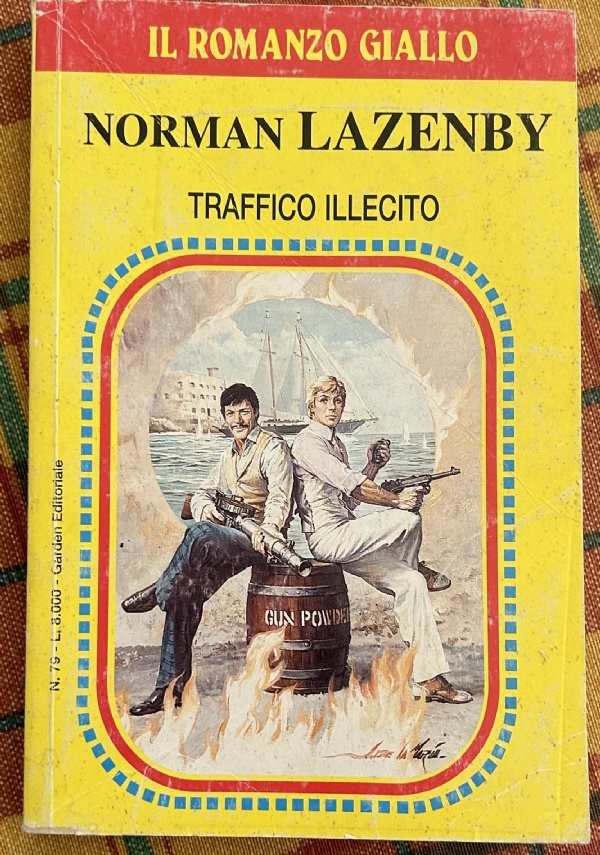 IL ROMANZO GIALLO
NORMAN LAZENBY
TRAFFICO ILLECITO
N. 79 - L. 8.000 - Garden Editoriale
GUN POWDER